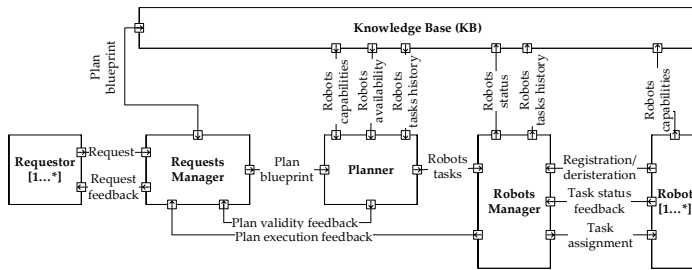 Knowledge Base (KB)
Plan
blueprint
Robots
capabilities
Robots
availability
Robots
tasks history
Robots
status
Robots
tasks history
Robots
capabilities
Requestor
[1…*]
Request
Request
feedback
Requests
Manager
Plan
blueprint
Planner
Robots
tasks
Robots
Manager
Registration/
deristeration
Task status
feedback
Task
assignment
Robot
[1…*]
Plan validity feedback
Plan execution feedback